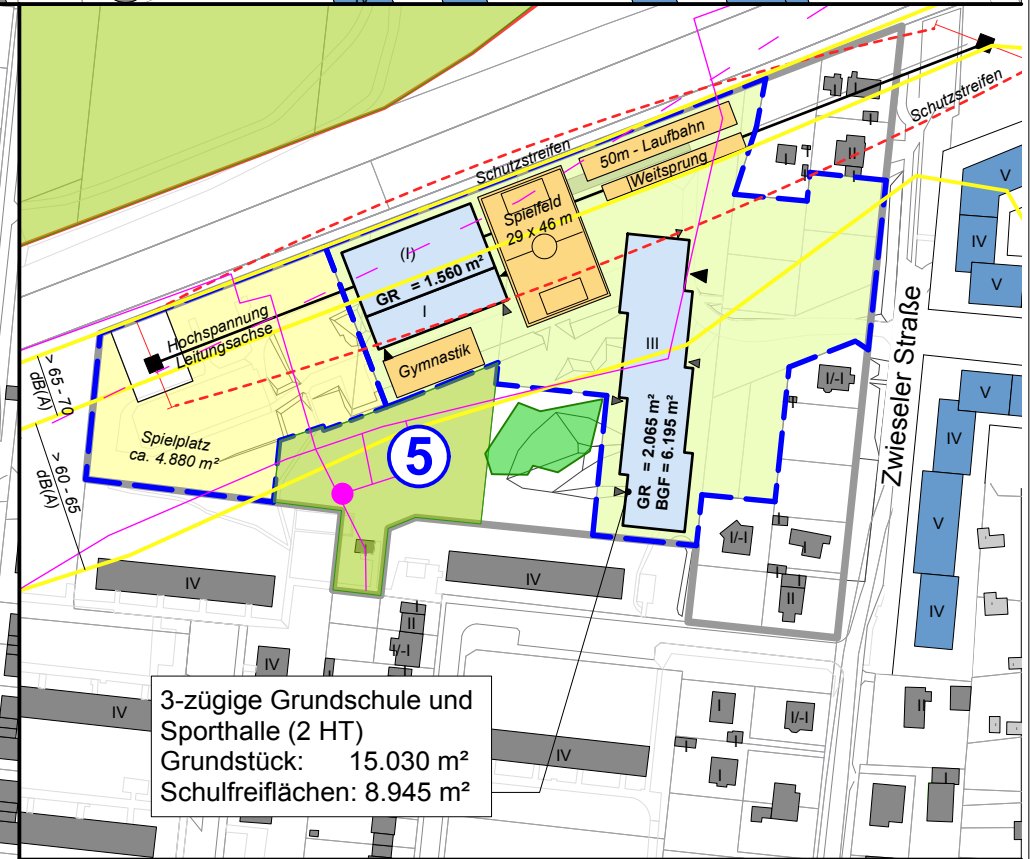 Schutzstreifen
Schutzstreifen
50m - Laufbahn
Weitsprung
Spielfeld
29 x 46 m
(I)
GR = 1.560 m²
I
Gymnastik
Hochspannung
Leitungsachse
> 65 - 70
dB(A)
> 60 - 65
dB(A)
Spielplatz
ca. 4.880 m²
5
III
GR = 2.065 m²
BGF = 6.195 m²
Zwieseler Straße
I
I
I
II
I
I
V
IV
V
I/-I
I
V
IV
V
IV
I/-I
I
I
II
IV
IV
II
I/-I
IV
IV
IV
I
I/-I
I
I
I
II
I
3-zügige Grundschule und
Sporthalle (2 HT)
Grundstück: 15.030 m²
Schulfreiflächen: 8.945 m²